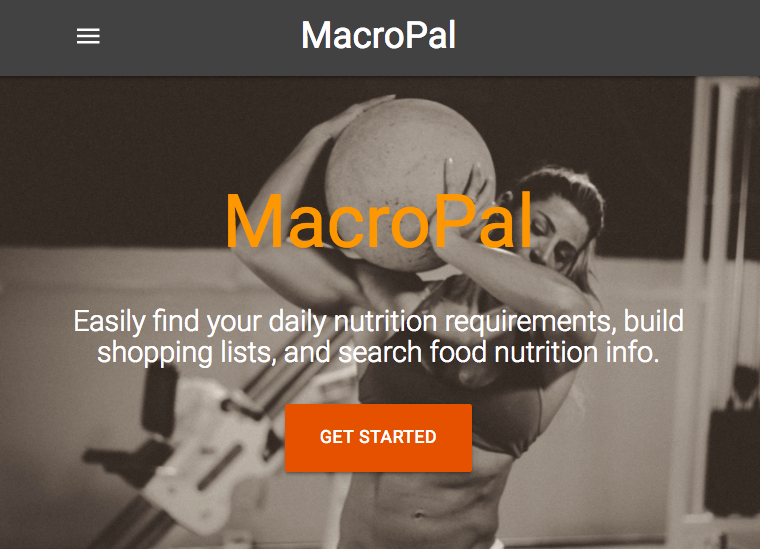 MacroPal
MacroPal
Easily find your daily nutrition requirements, build
shopping lists, and search food nutrition info.
GET STARTED